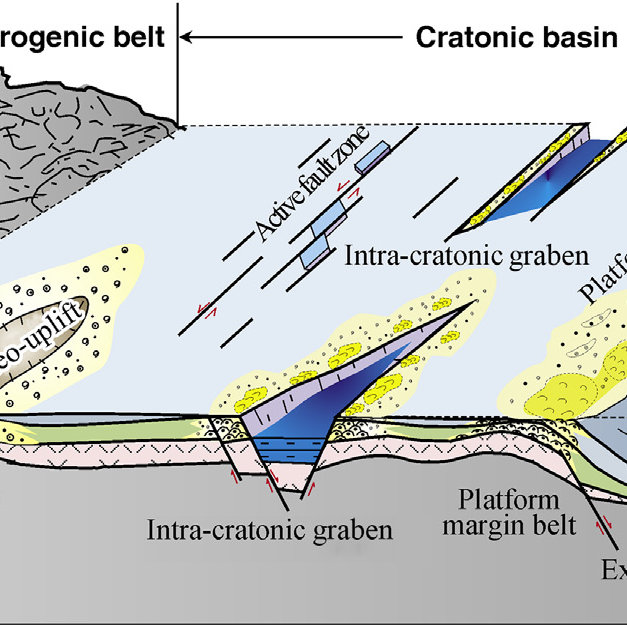 rogenic belt
Cratonic basin
Active fault zone
Intra-cratonic graben
Platfo
eo-uplift
Intra-cratonic graben
Platform
margin belt
Ex